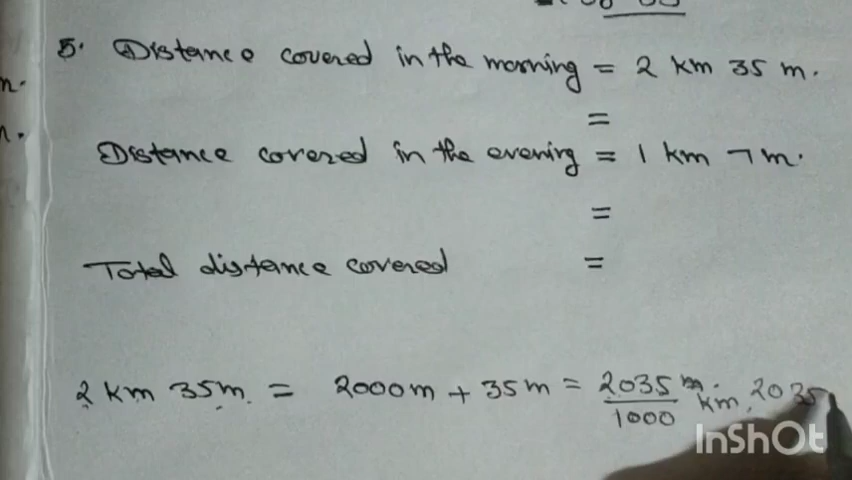 5. Distance covered in the morning = 2 km 35 m.
=
Distance covered in the evening = 1 km 7 m.
=
Total distance covered =
2 km 35 m = 2000 m + 35 m = 2035 m. 2035
1000 km
InShOt